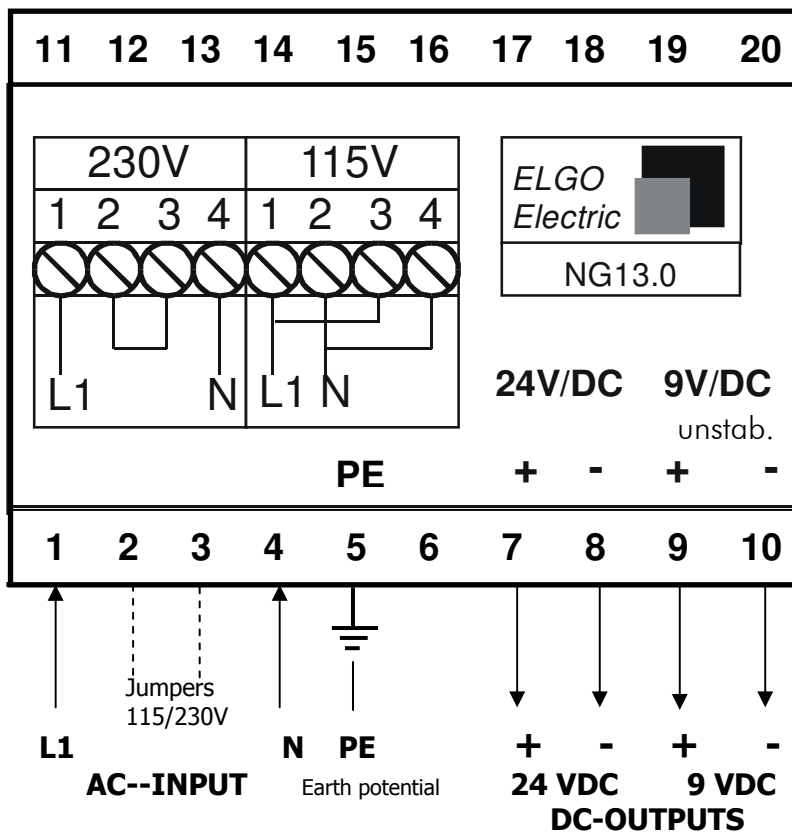 11 12 13 14 15 16 17 18 19 20
230V 115V
1 2 3 4 1 2 3 4
L1 N L1 N
ELGO
Electric
NG13.0
24V/DC 9V/DC
unstab.
PE + - + -
1 2 3 4 5 6 7 8 9 10
Jumpers
115/230V
L1 N PE + - + -
AC--INPUT Earth potential 24 VDC 9 VDC
DC-OUTPUTS